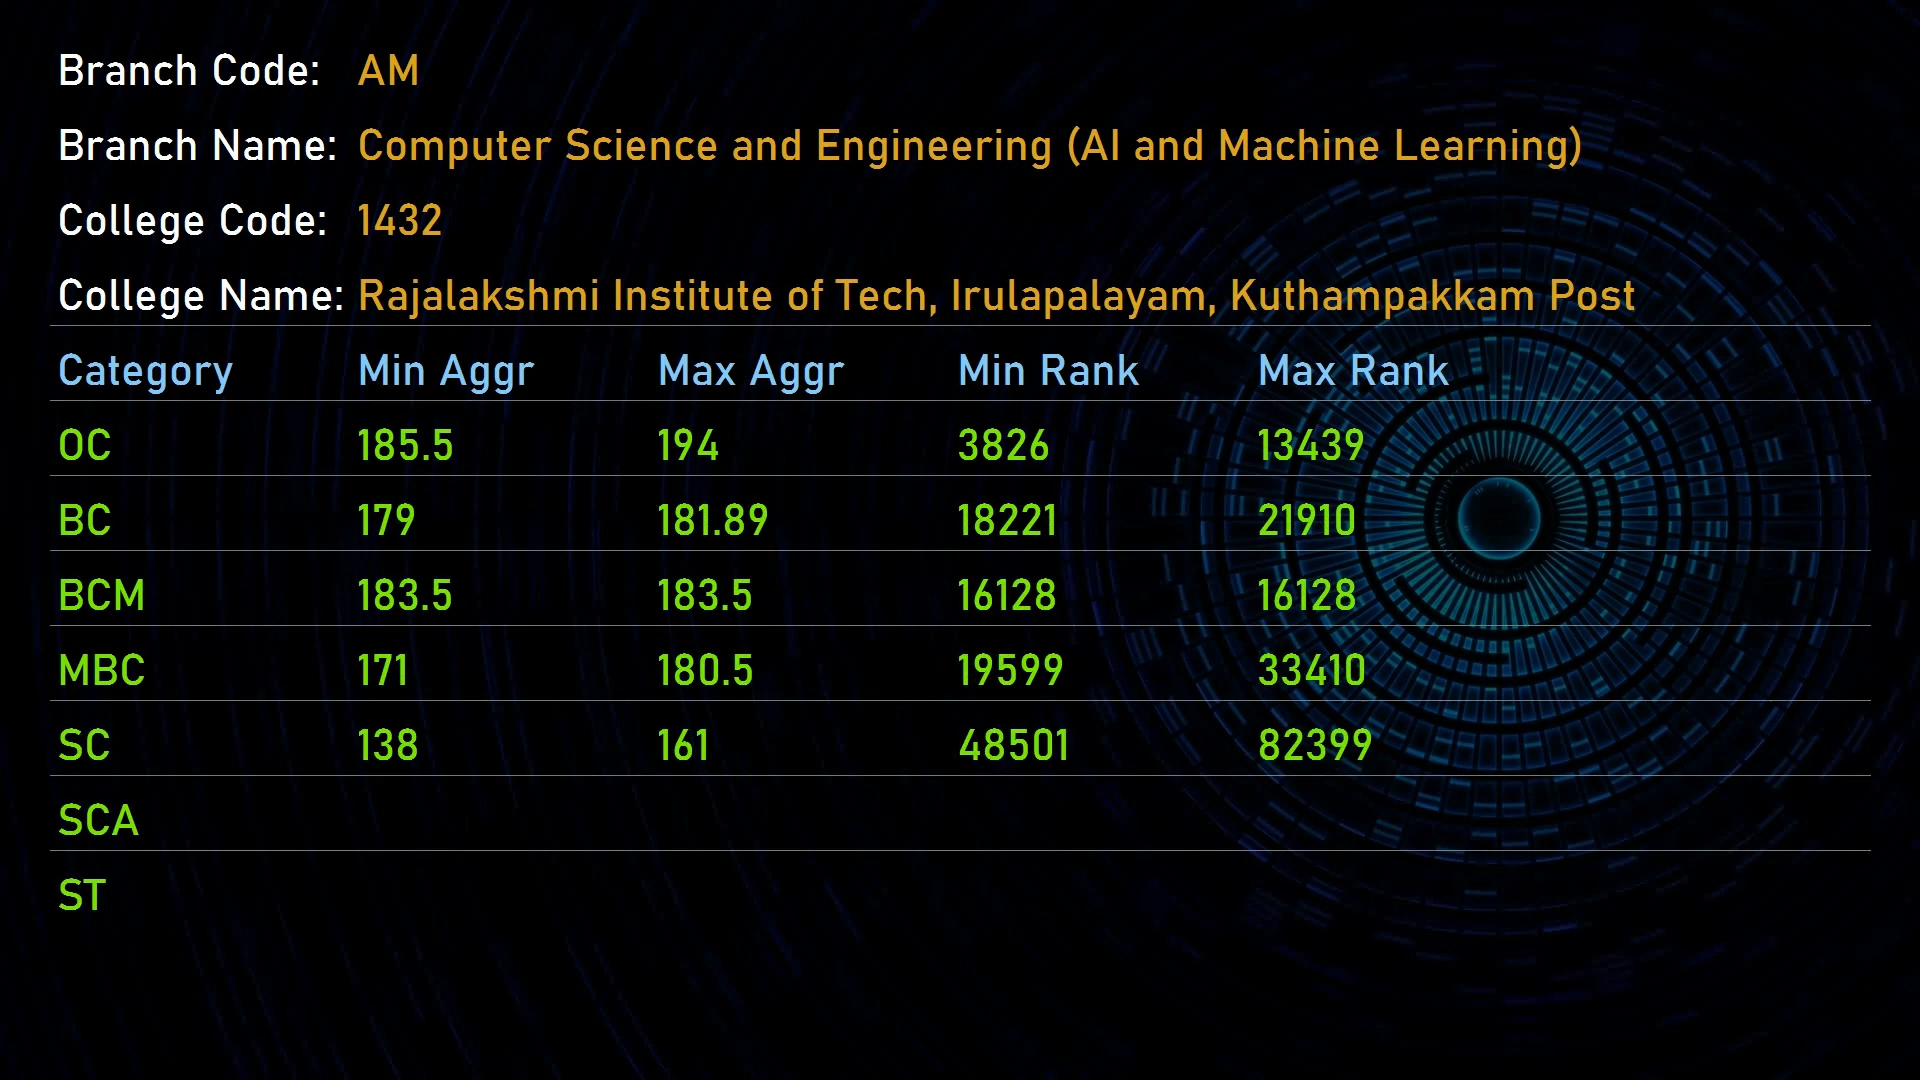 Branch Code: AM
Branch Name: Computer Science and Engineering (AI and Machine Learning)
College Code: 1432
College Name: Rajalakshmi Institute of Tech, Irulapalayam, Kuthampakkam Post
Category Min Aggr Max Aggr Min Rank Max Rank
OC 185.5 194 3826 13439
BC 179 181.89 18221 21910
BCM 183.5 183.5 16128 16128
MBC 171 180.5 19599 33410
SC 138 161 48501 82399
SCA
ST